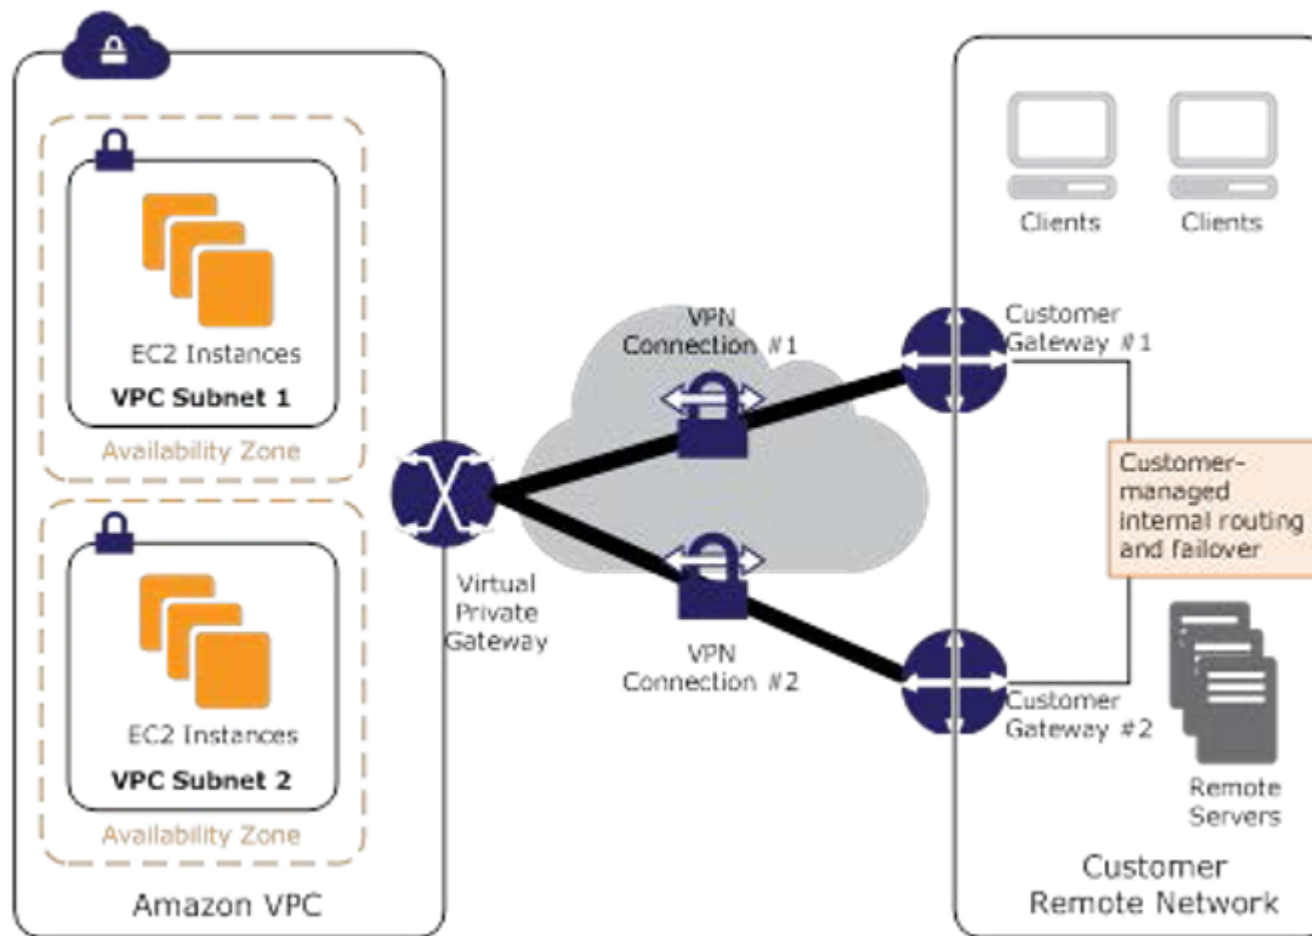 EC2 Instances
VPC Subnet 1
Availability Zone
EC2 Instances
VPC Subnet 2
Availability Zone
Amazon VPC
Virtual
Private
Gateway
VPN
Connection #1
VPN
Connection #2
Clients
Clients
Customer
Gateway #1
Customer-
managed
internal routing
and failover
Customer
Gateway #2
Remote
Servers
Customer
Remote Network